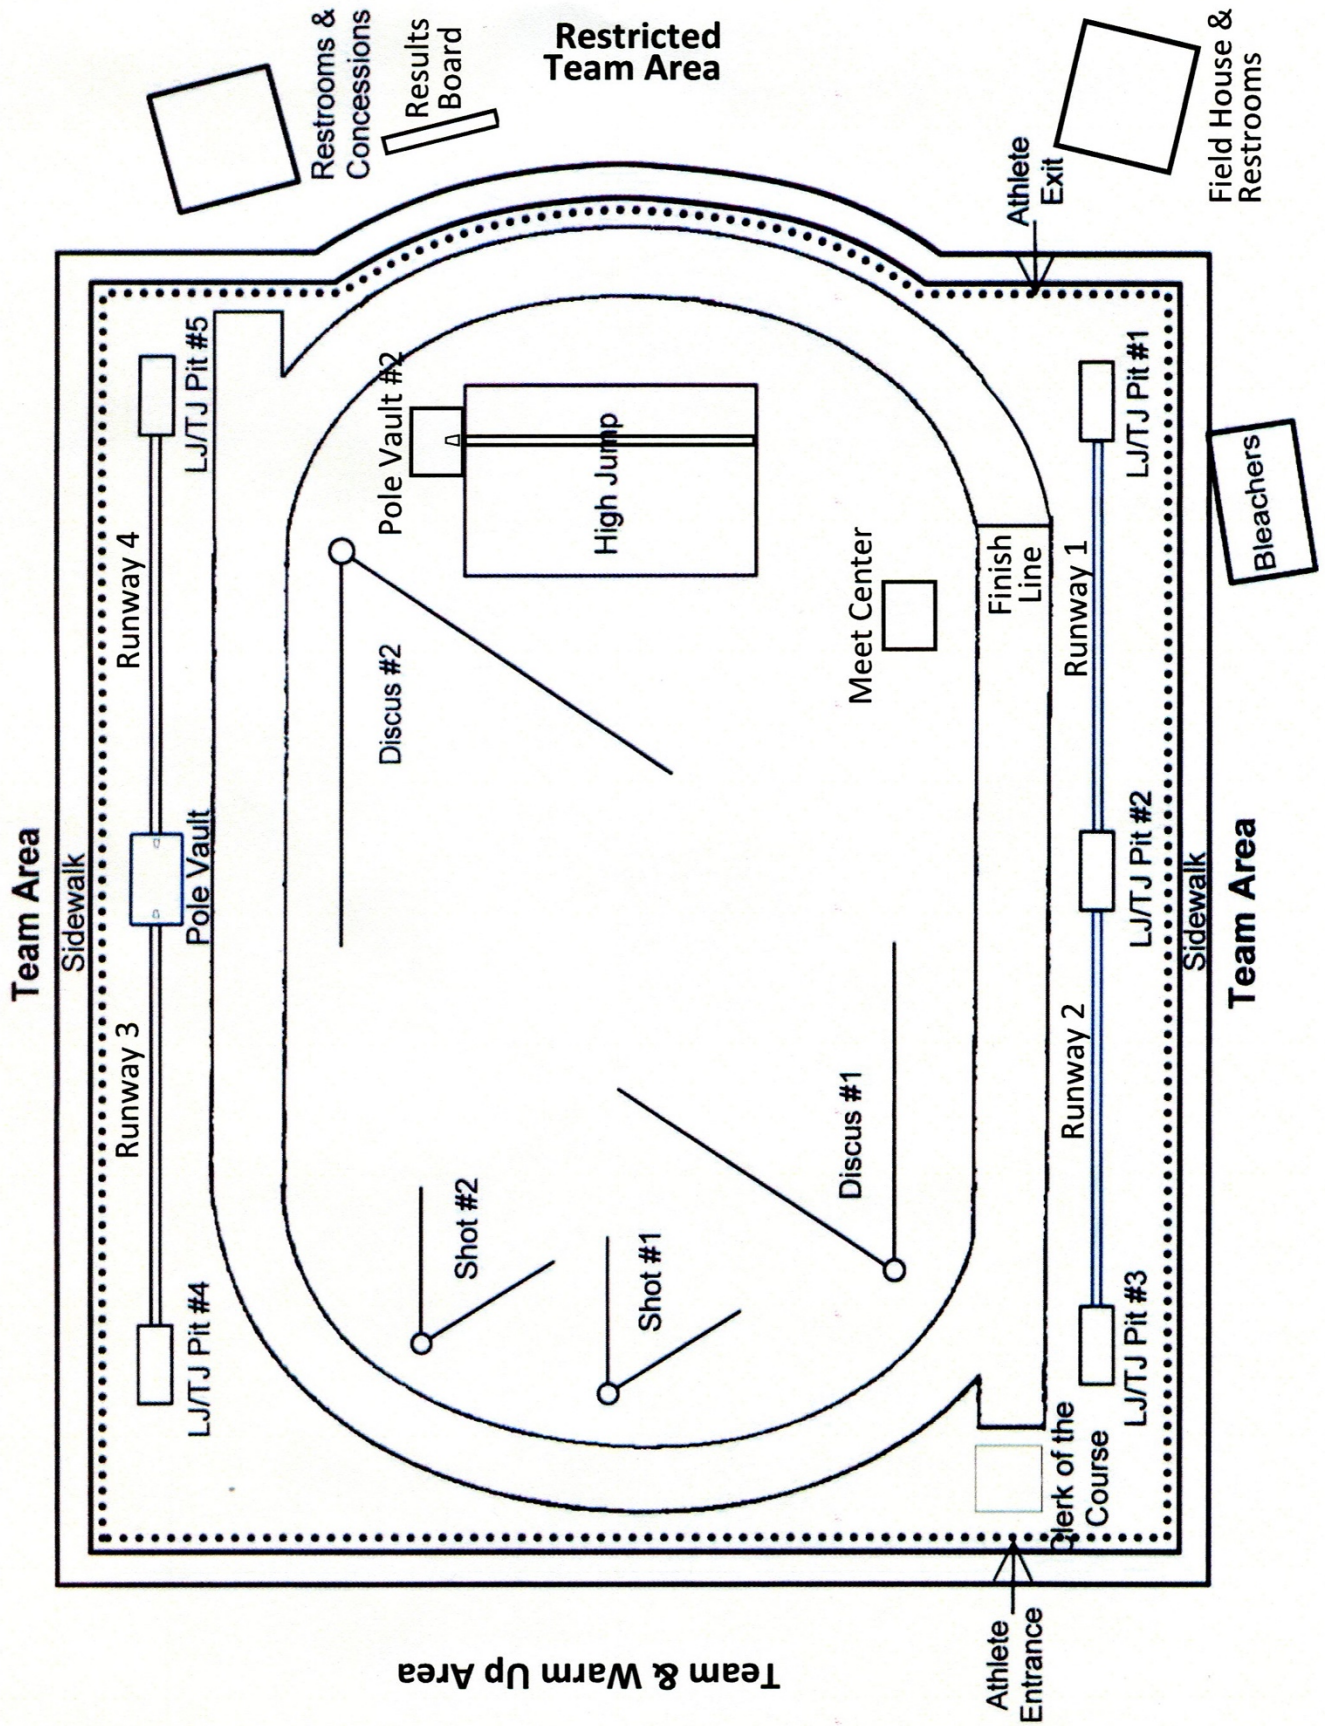 Restricted
Team Area
Restrooms &
Concessions
Results
Board
Field House &
Restrooms
Athlete
Exit
LJ/TJ Pit #5
Runway 4
Pole Vault
Runway 3
LJ/TJ Pit #4
Team Area
Sidewalk
Pole Vault #2
High Jump
Discus #2
Meet Center
Finish
Line
Discus #1
Shot #2
Shot #1
LJ/TJ Pit #1
Runway 1
LJ/TJ Pit #2
Runway 2
LJ/TJ Pit #3
Bleachers
Sidewalk
Team Area
Clerk of the
Course
Athlete
Entrance
Team & Warm Up Area